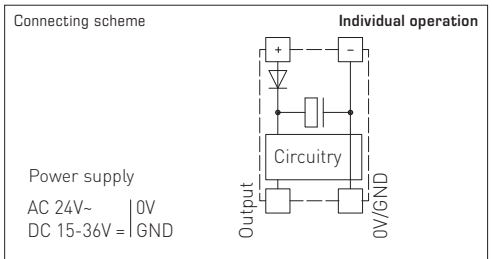 Connecting scheme
Individual operation
+ −
Circuitry
Power supply
AC 24V~ 0V
DC 15-36V = GND
Output
0V/GND